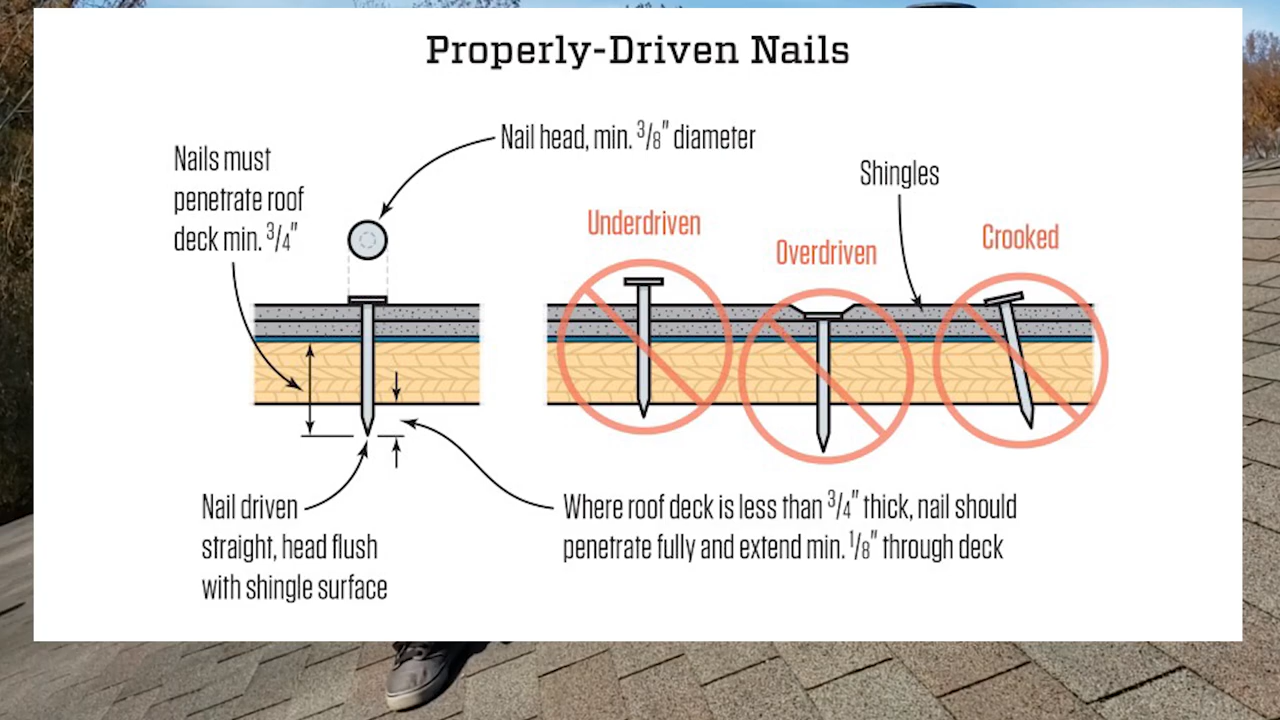 Properly-Driven Nails
Nail head, min. 3/8" diameter
Nails must
penetrate roof
deck min. 3/4"
Shingles
Underdriven
Overdriven
Crooked
Nail driven
straight, head flush
with shingle surface
Where roof deck is less than 3/4" thick, nail should
penetrate fully and extend min. 1/8" through deck